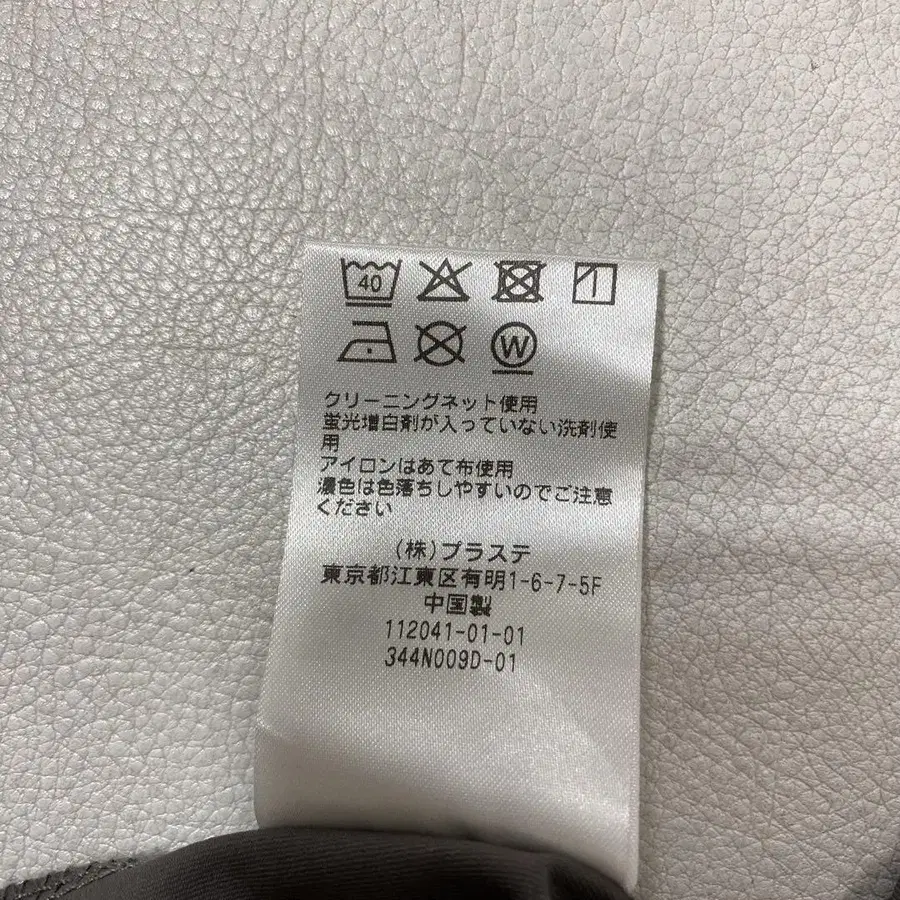 40
W
クリーニングネット使用
蛍光増白剤が入っていない洗剤使
用
アイロンはあて布使用
濃色は色落ちしやすいのでご注意
ください
(株)プラステ
東京都江東区有明1-6-7-5F
中国製
112041-01-01
344N009D-01